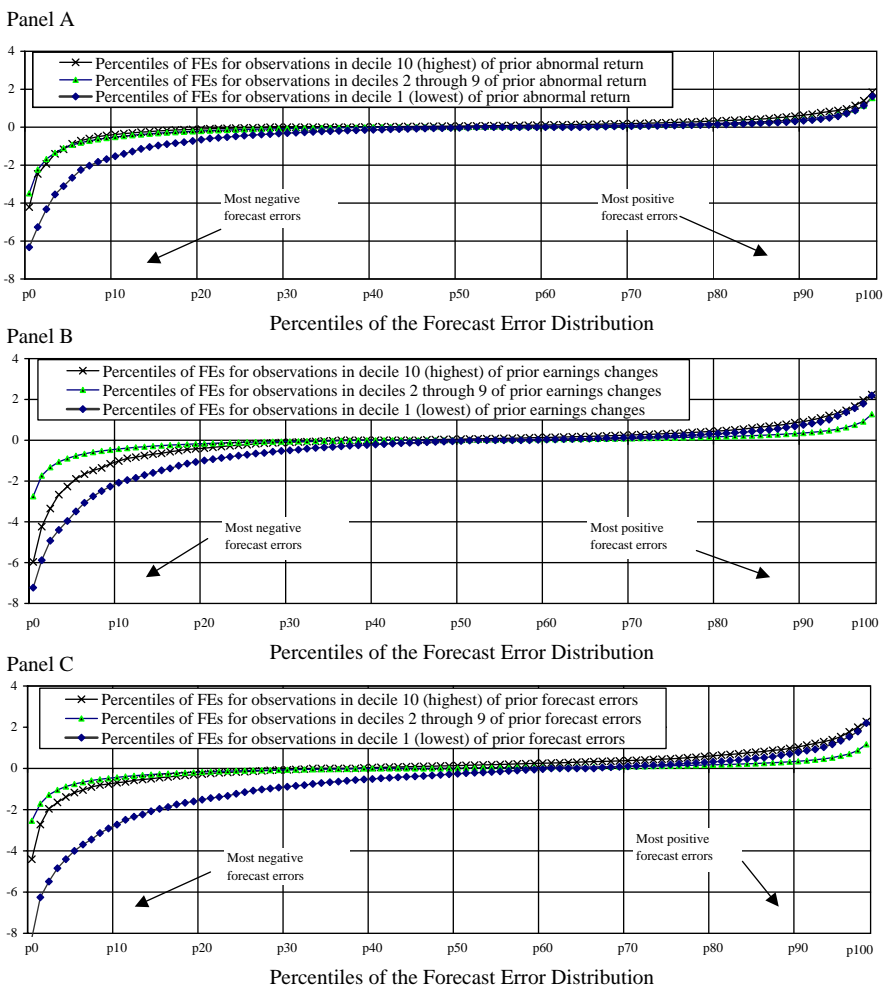 Panel A
4
2
0
-2
-4
-6
-8
Percentiles of FEs for observations in decile 10 (highest) of prior abnormal return
Percentiles of FEs for observations in deciles 2 through 9 of prior abnormal return
Percentiles of FEs for observations in decile 1 (lowest) of prior abnormal return
Most negative
forecast errors
Most positive
forecast errors
p0 p10 p20 p30 p40 p50 p60 p70 p80 p90 p100
Percentiles of the Forecast Error Distribution
Panel B
4
2
0
-2
-4
-6
-8
Percentiles of FEs for observations in decile 10 (highest) of prior earnings changes
Percentiles of FEs for observations in deciles 2 through 9 of prior earnings changes
Percentiles of FEs for observations in decile 1 (lowest) of prior earnings changes
Most negative
forecast errors
Most positive
forecast errors
p0 p10 p20 p30 p40 p50 p60 p70 p80 p90 p100
Percentiles of the Forecast Error Distribution
Panel C
4
2
0
-2
-4
-6
-8
Percentiles of FEs for observations in decile 10 (highest) of prior forecast errors
Percentiles of FEs for observations in deciles 2 through 9 of prior forecast errors
Percentiles of FEs for observations in decile 1 (lowest) of prior forecast errors
Most negative
forecast errors
Most positive
forecast errors
p0 p10 p20 p30 p40 p50 p60 p70 p80 p90 p100
Percentiles of the Forecast Error Distribution